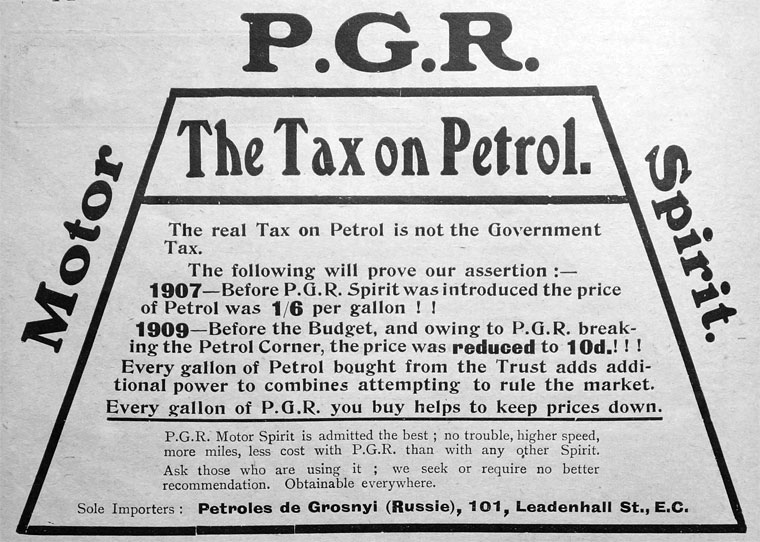 P.G.R.
Motor
Spirit.
The Tax on Petrol.
The real Tax on Petrol is not the Government
Tax.
The following will prove our assertion :—
1907—Before P.G.R. Spirit was introduced the price
of Petrol was 1/6 per gallon ! !
1909—Before the Budget, and owing to P.G.R. break-
ing the Petrol Corner, the price was reduced to 10d.! ! !
Every gallon of Petrol bought from the Trust adds addi-
tional power to combines attempting to rule the market.
Every gallon of P.G.R. you buy helps to keep prices down.
P.G.R. Motor Spirit is admitted the best ; no trouble, higher speed,
more miles, less cost with P.G.R. than with any other Spirit.
Ask those who are using it ; we seek or require no better
recommendation. Obtainable everywhere.
Sole Importers : Petroles de Grosnyi (Russie), 101, Leadenhall St., E.C.